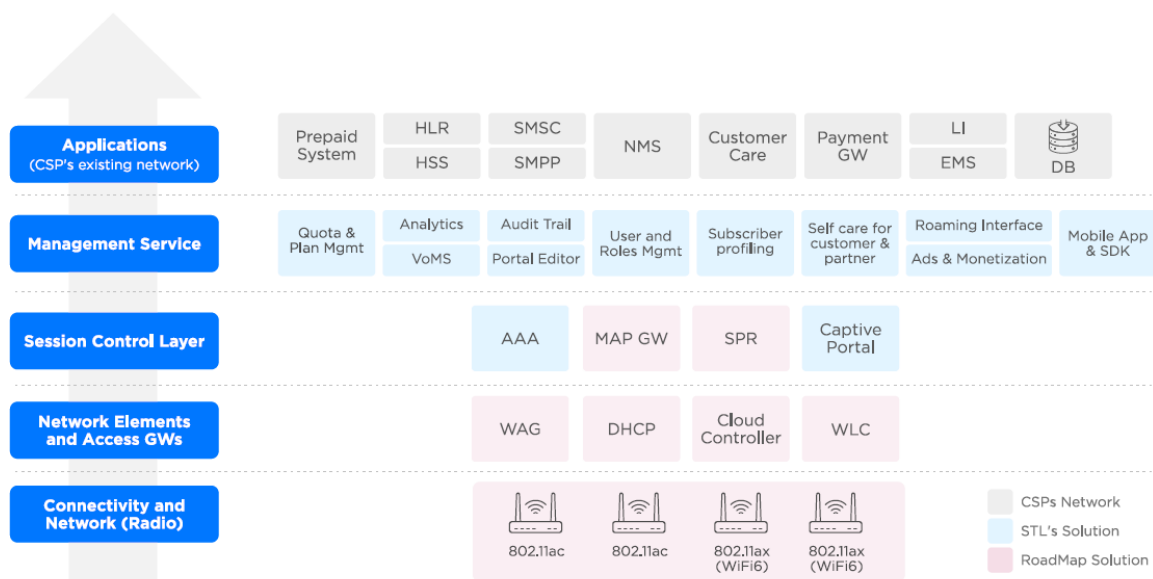 Applications
(CSP's existing network)
Prepaid
System
HLR
HSS
SMSC
SMPP
NMS
Customer
Care
Payment
GW
LI
EMS
DB
Management Service
Quota &
Plan Mgmt
Analytics
VoMS
Audit Trail
Portal Editor
User and
Roles Mgmt
Subscriber
profiling
Self care for
customer &
partner
Roaming Interface
Ads & Monetization
Mobile App
& SDK
Session Control Layer
AAA
MAP GW
SPR
Captive
Portal
Network Elements
and Access GWs
WAG
DHCP
Cloud
Controller
WLC
Connectivity and
Network (Radio)
802.11ac
802.11ac
802.11ax
(WiFi6)
802.11ax
(WiFi6)
CSPs Network
STL's Solution
RoadMap Solution